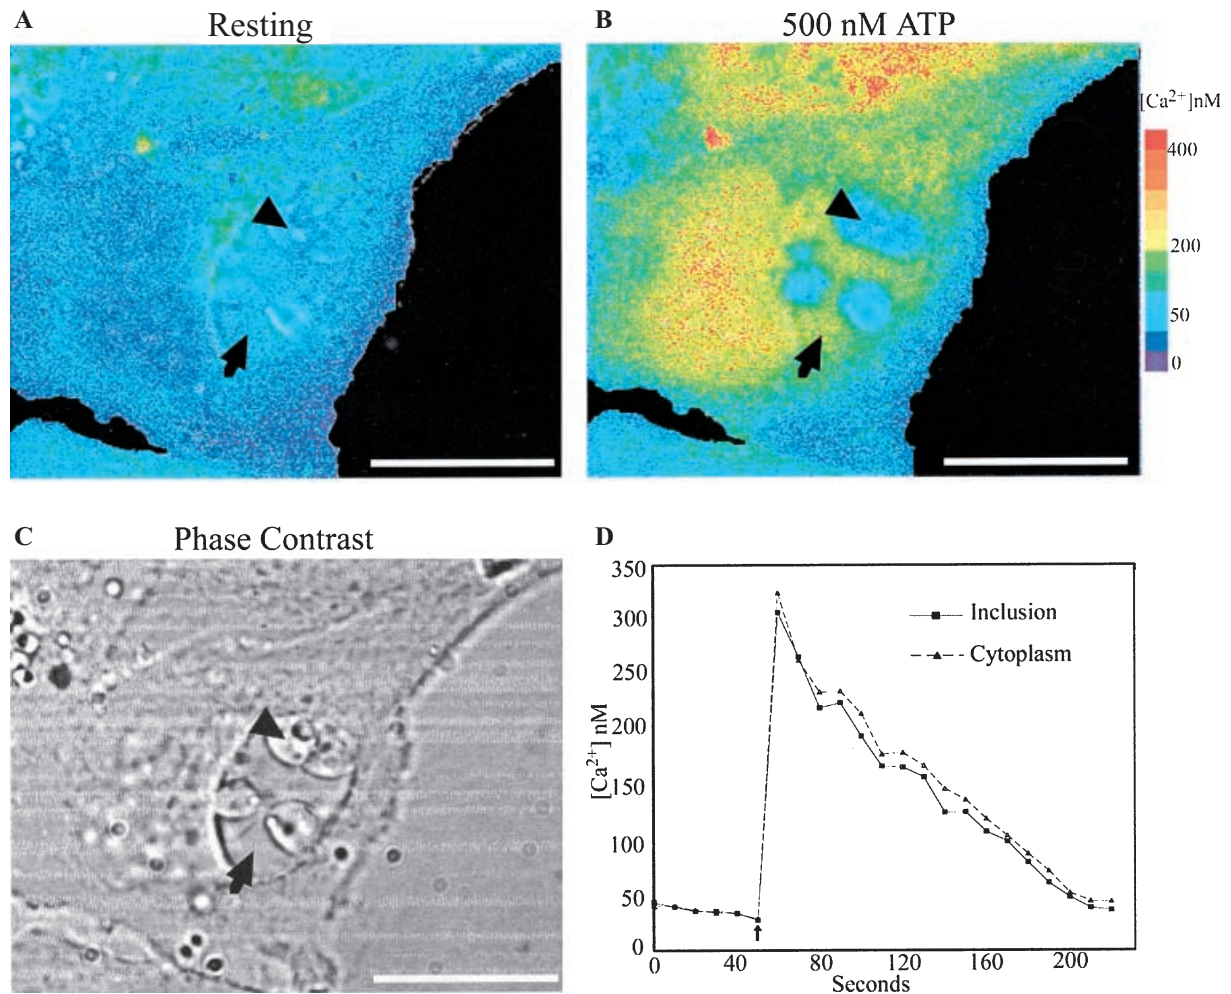 A
Resting
B
500 nM ATP
[Ca2+]nM
400
200
50
0
C
Phase Contrast
D
350
300
250
200
150
100
50
0
[Ca2+] nM
Inclusion
Cytoplasm
0 40 80 120 160 200
Seconds